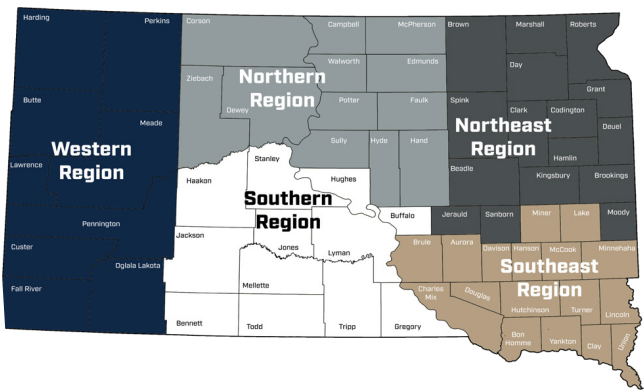 Harding
Perkins
Corson
Campbell
McPherson
Brown
Marshall
Roberts
Walworth
Edmunds
Day
Ziebach
Northern
Region
Dewey
Potter
Faulk
Spink
Grant
Butte
Meade
Clark
Codington
Northeast
Region
Deuel
Western
Region
Sully
Hyde
Hand
Hamlin
Lawrence
Stanley
Haakon
Hughes
Beadle
Kingsbury
Brookings
Southern
Region
Buffalo
Jerauld
Sanborn
Miner
Lake
Moody
Pennington
Jackson
Jones
Lyman
Brule
Aurora
Davison
Hanson
McCook
Minnehaha
Custer
Oglala Lakota
Southeast
Region
Fall River
Mellette
Charles
Mix
Douglas
Hutchinson
Turner
Lincoln
Bennett
Todd
Tripp
Gregory
Bon
Homme
Yankton
Clay
Union